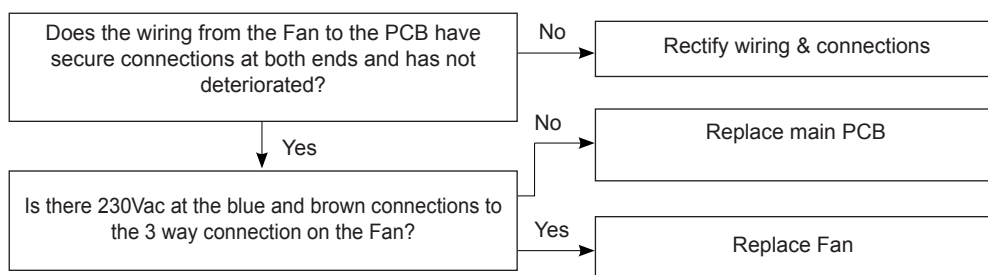 Does the wiring from the Fan to the PCB have
secure connections at both ends and has not
deteriorated?
No
Rectify wiring & connections
Yes
No
Replace main PCB
Is there 230Vac at the blue and brown connections to
the 3 way connection on the Fan?
Yes
Replace Fan